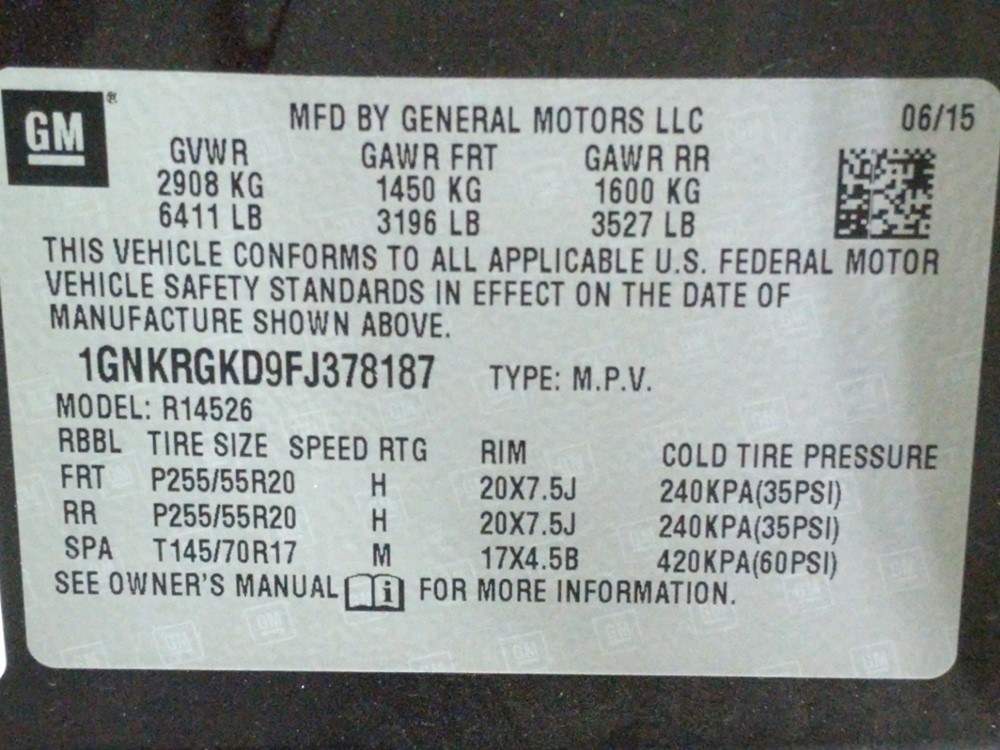 GM®
MFD BY GENERAL MOTORS LLC 06/15
GVWR GAWR FRT GAWR RR
2908 KG 1450 KG 1600 KG
6411 LB 3196 LB 3527 LB
THIS VEHICLE CONFORMS TO ALL APPLICABLE U.S. FEDERAL MOTOR
VEHICLE SAFETY STANDARDS IN EFFECT ON THE DATE OF
MANUFACTURE SHOWN ABOVE.
1GNKRGKD9FJ378187 TYPE: M.P.V.
MODEL: R14526
RBBL TIRE SIZE SPEED RTG RIM COLD TIRE PRESSURE
FRT P255/55R20 H 20X7.5J 240KPA(35PSI)
RR P255/55R20 H 20X7.5J 240KPA(35PSI)
SPA T145/70R17 M 17X4.5B 420KPA(60PSI)
SEE OWNER'S MANUAL i FOR MORE INFORMATION.